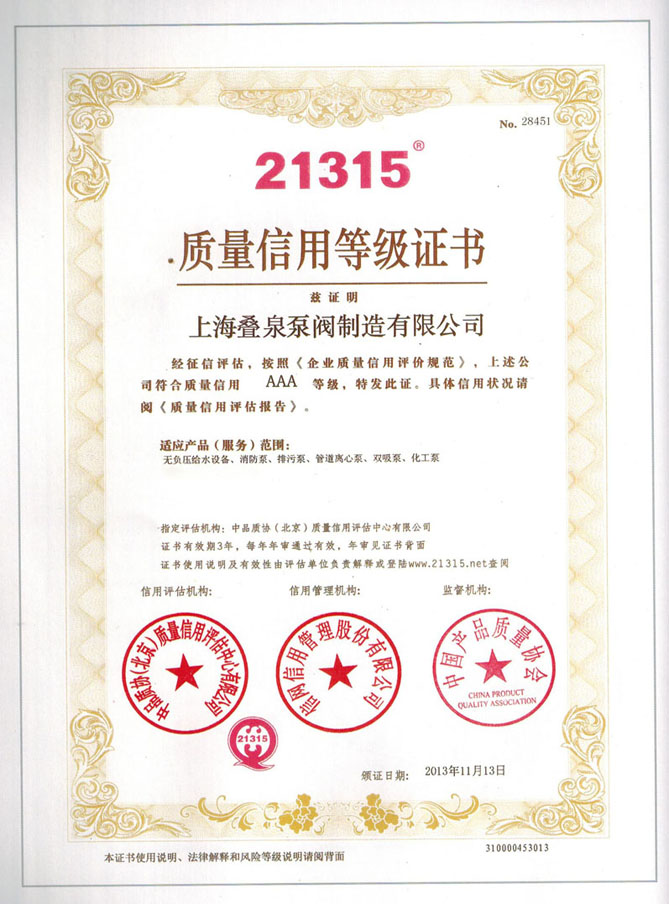 No. 28451
21315®
质量信用等级证书
兹证明
上海叠泉泵阀制造有限公司
经征信评估，按照《企业质量信用评价规范》，上述公
司符合质量信用 AAA 等级，特发此证。具体信用状况请
阅《质量信用评估报告》。
适应产品（服务）范围：
无负压给水设备、消防泵、排污泵、管道离心泵、双吸泵、化工泵
指定评估机构：中品质协（北京）质量信用评估中心有限公司
证书有效期3年，每年年审通过有效，年审见证书背面
证书使用说明及有效性由评估单位负责解释或登陆www.21315.net查阅
信用评估机构： 信用管理机构： 监督机构：
中品质协(北京)质量信用评估中心有限公司
信网信用管理股份有限公司
中国产品质量协会
CHINA PRODUCT
QUALITY ASSOCIATION
21315
颁证日期： 2013年11月13日
310000453013
本证书使用说明、法律解释和风险等级说明请阅背面